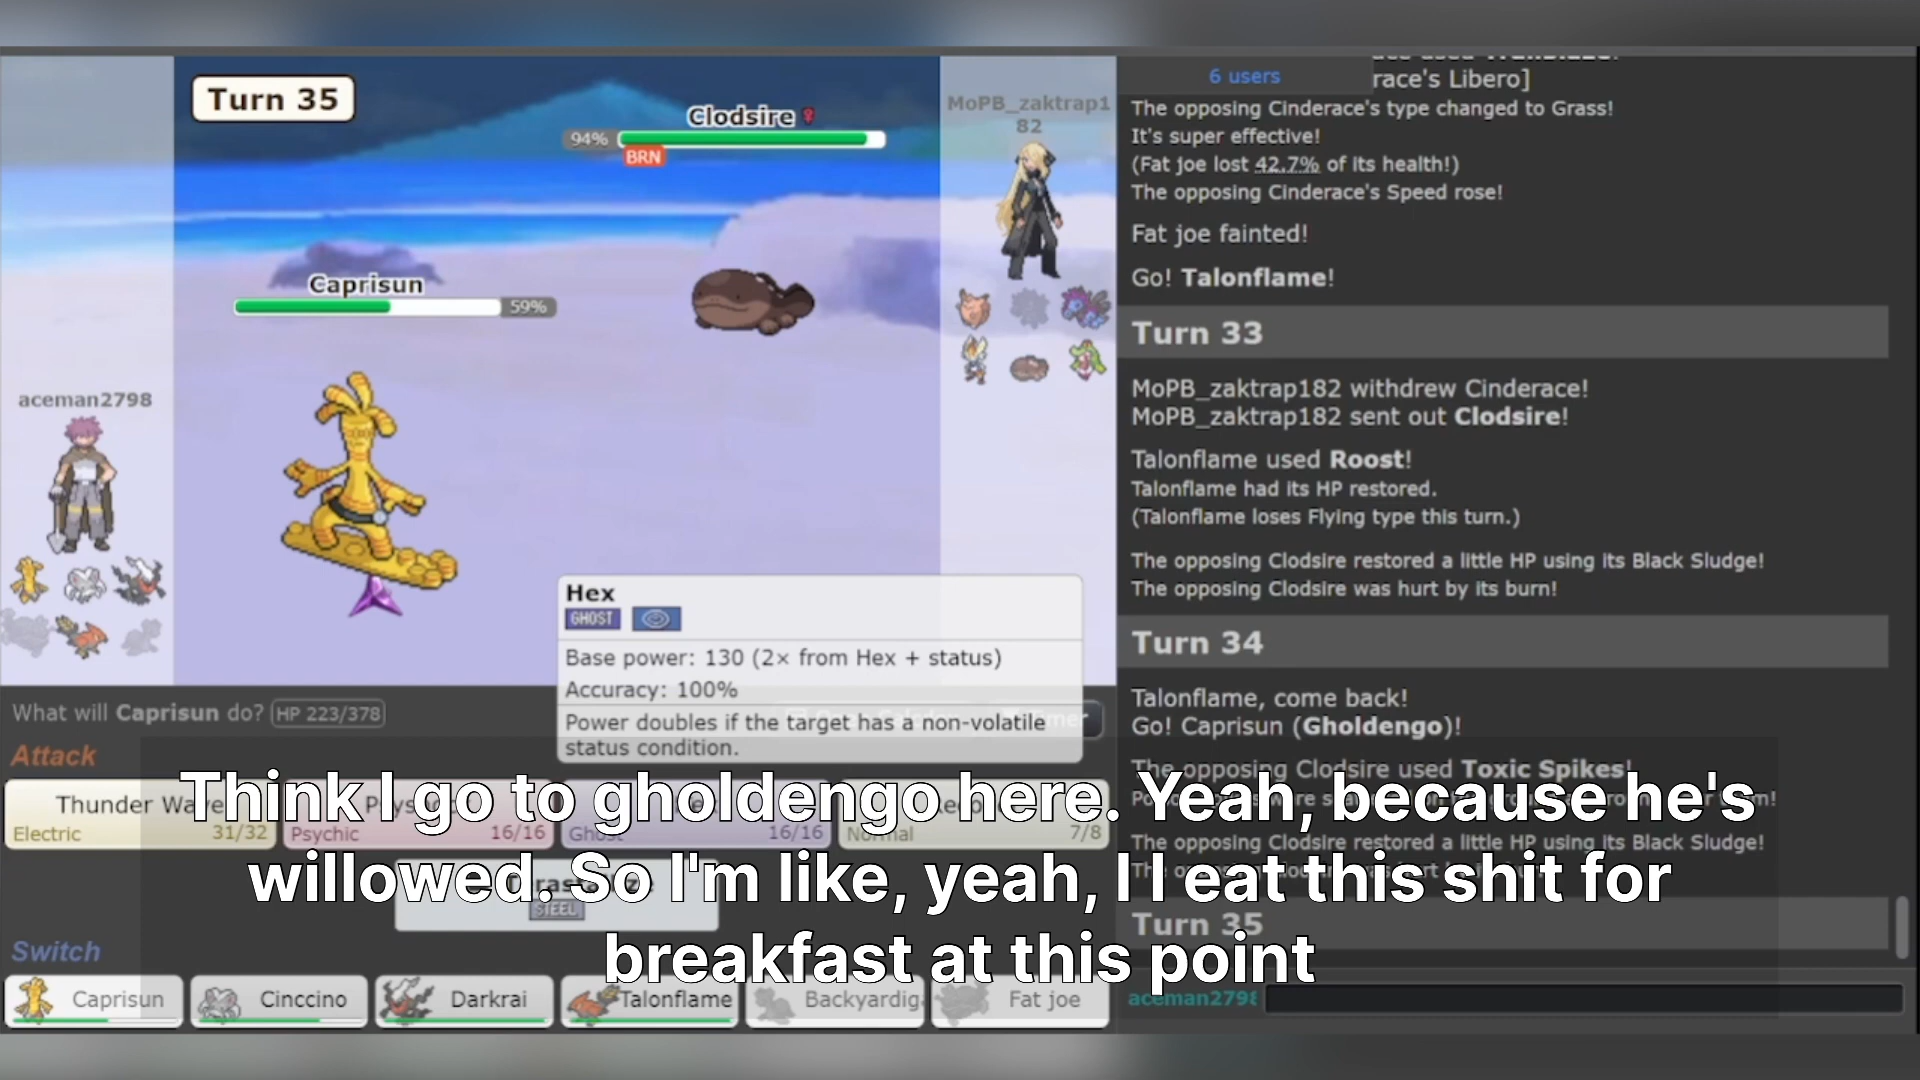 Turn 35
Clodsire
94%
BRN
MoPB_zaktrap1
82
Caprisun
59%
aceman2798
6 users
race's Libero]
The opposing Cinderace's type changed to Grass!
It's super effective!
(Fat joe lost 42.7% of its health!)
The opposing Cinderace's Speed rose!
Fat joe fainted!
Go! Talonflame!
Turn 33
MoPB_zaktrap182 withdrew Cinderace!
MoPB_zaktrap182 sent out Clodsire!
Talonflame used Roost!
Talonflame had its HP restored.
(Talonflame loses Flying type this turn.)
The opposing Clodsire restored a little HP using its Black Sludge!
The opposing Clodsire was hurt by its burn!
Turn 34
Talonflame, come back!
Go! Caprisun (Gholdengo)!
The opposing Clodsire used Toxic Spikes!
The opposing Clodsire restored a little HP using its Black Sludge!
Turn 35
aceman2798
Hex
GHOST
Base power: 130 (2× from Hex + status)
Accuracy: 100%
Power doubles if the target has a non-volatile
status condition.
What will Caprisun do? HP 223/378
Attack
Thunder Wave
Electric 31/32
Psychic 16/16
Ghost 16/16
Normal 7/8
STEEL
Think I go to gholdengo here. Yeah, because he's
willowed. So I'm like, yeah, I I eat this shit for
breakfast at this point
Switch
Caprisun
Cinccino
Darkrai
Talonflame
Backyardig
Fat joe